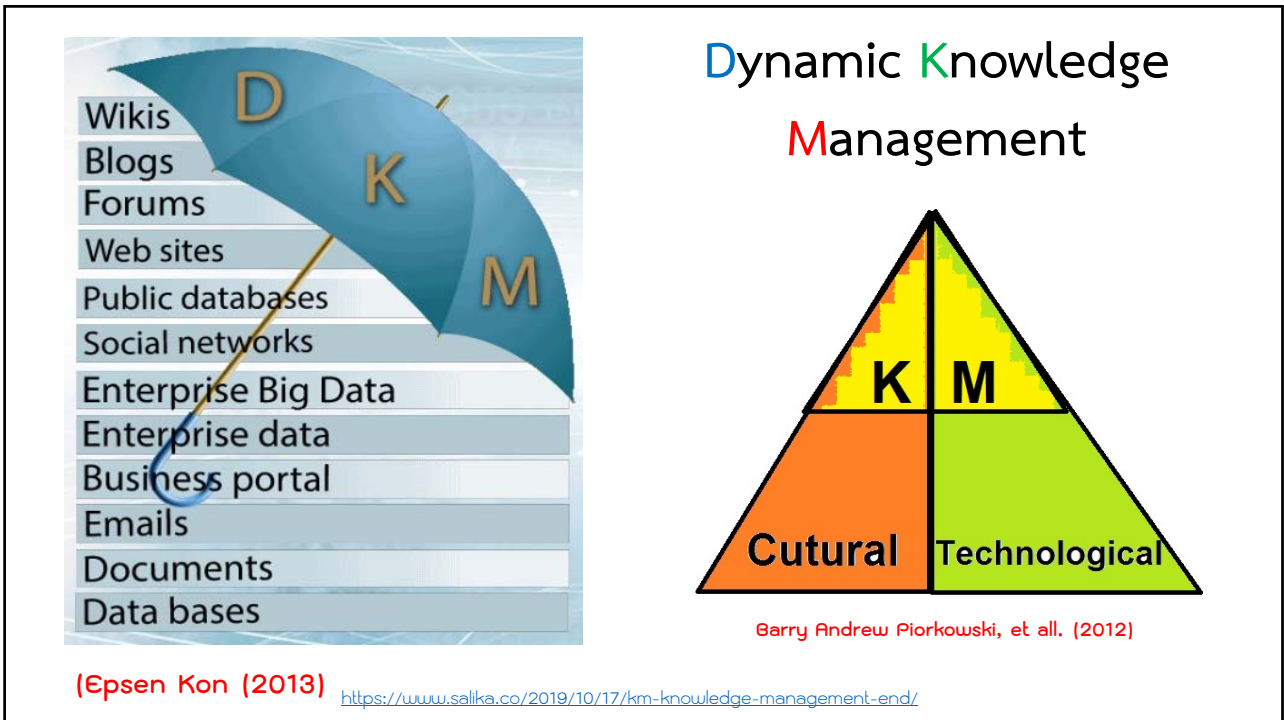 D
K
M
Wikis
Blogs
Forums
Web sites
Public databases
Social networks
Enterprise Big Data
Enterprise data
Business portal
Emails
Documents
Data bases
(Epsen Kon (2013)
https://www.salika.co/2019/10/17/km-knowledge-management-end/
Dynamic Knowledge
Management
K M
Cutural Technological
Barry Andrew Piorkowski, et all. (2012)